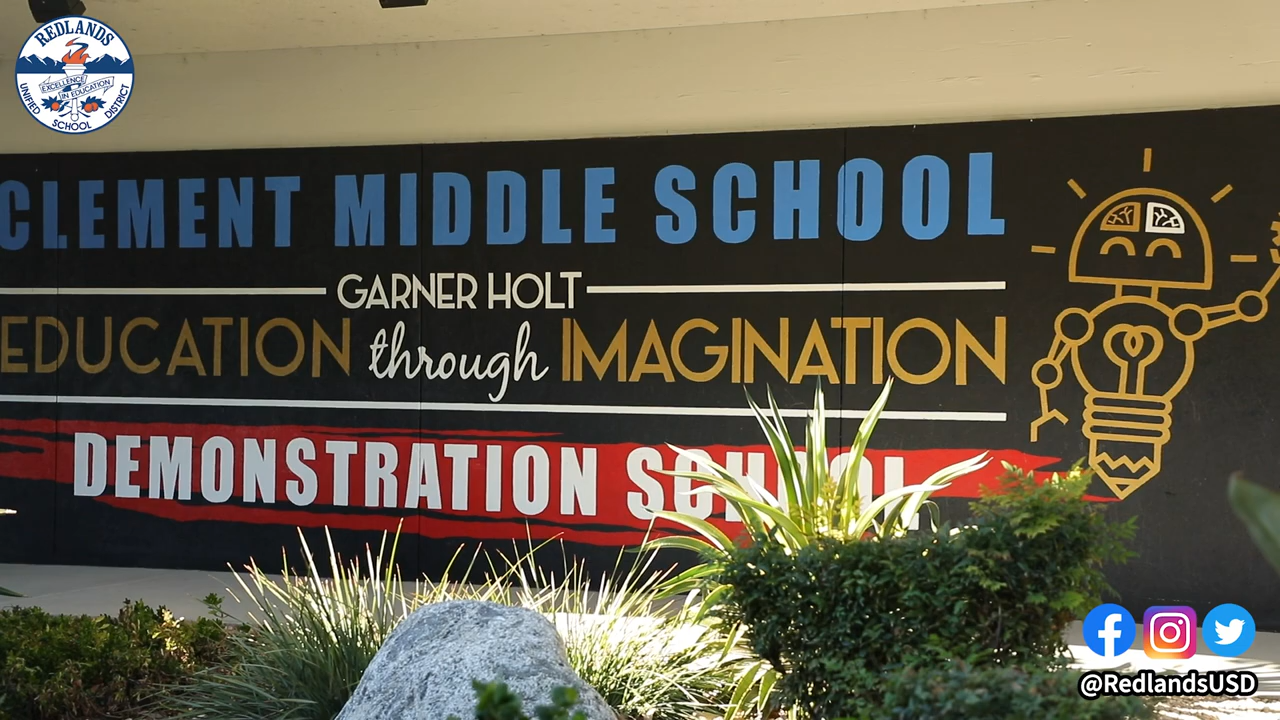 REDLANDS
EXCELLENCE
IN EDUCATION
UNIFIED SCHOOL DISTRICT
CLEMENT MIDDLE SCHOOL
GARNER HOLT
EDUCATION through IMAGINATION
DEMONSTRATION SCHOOL
@RedlandsUSD